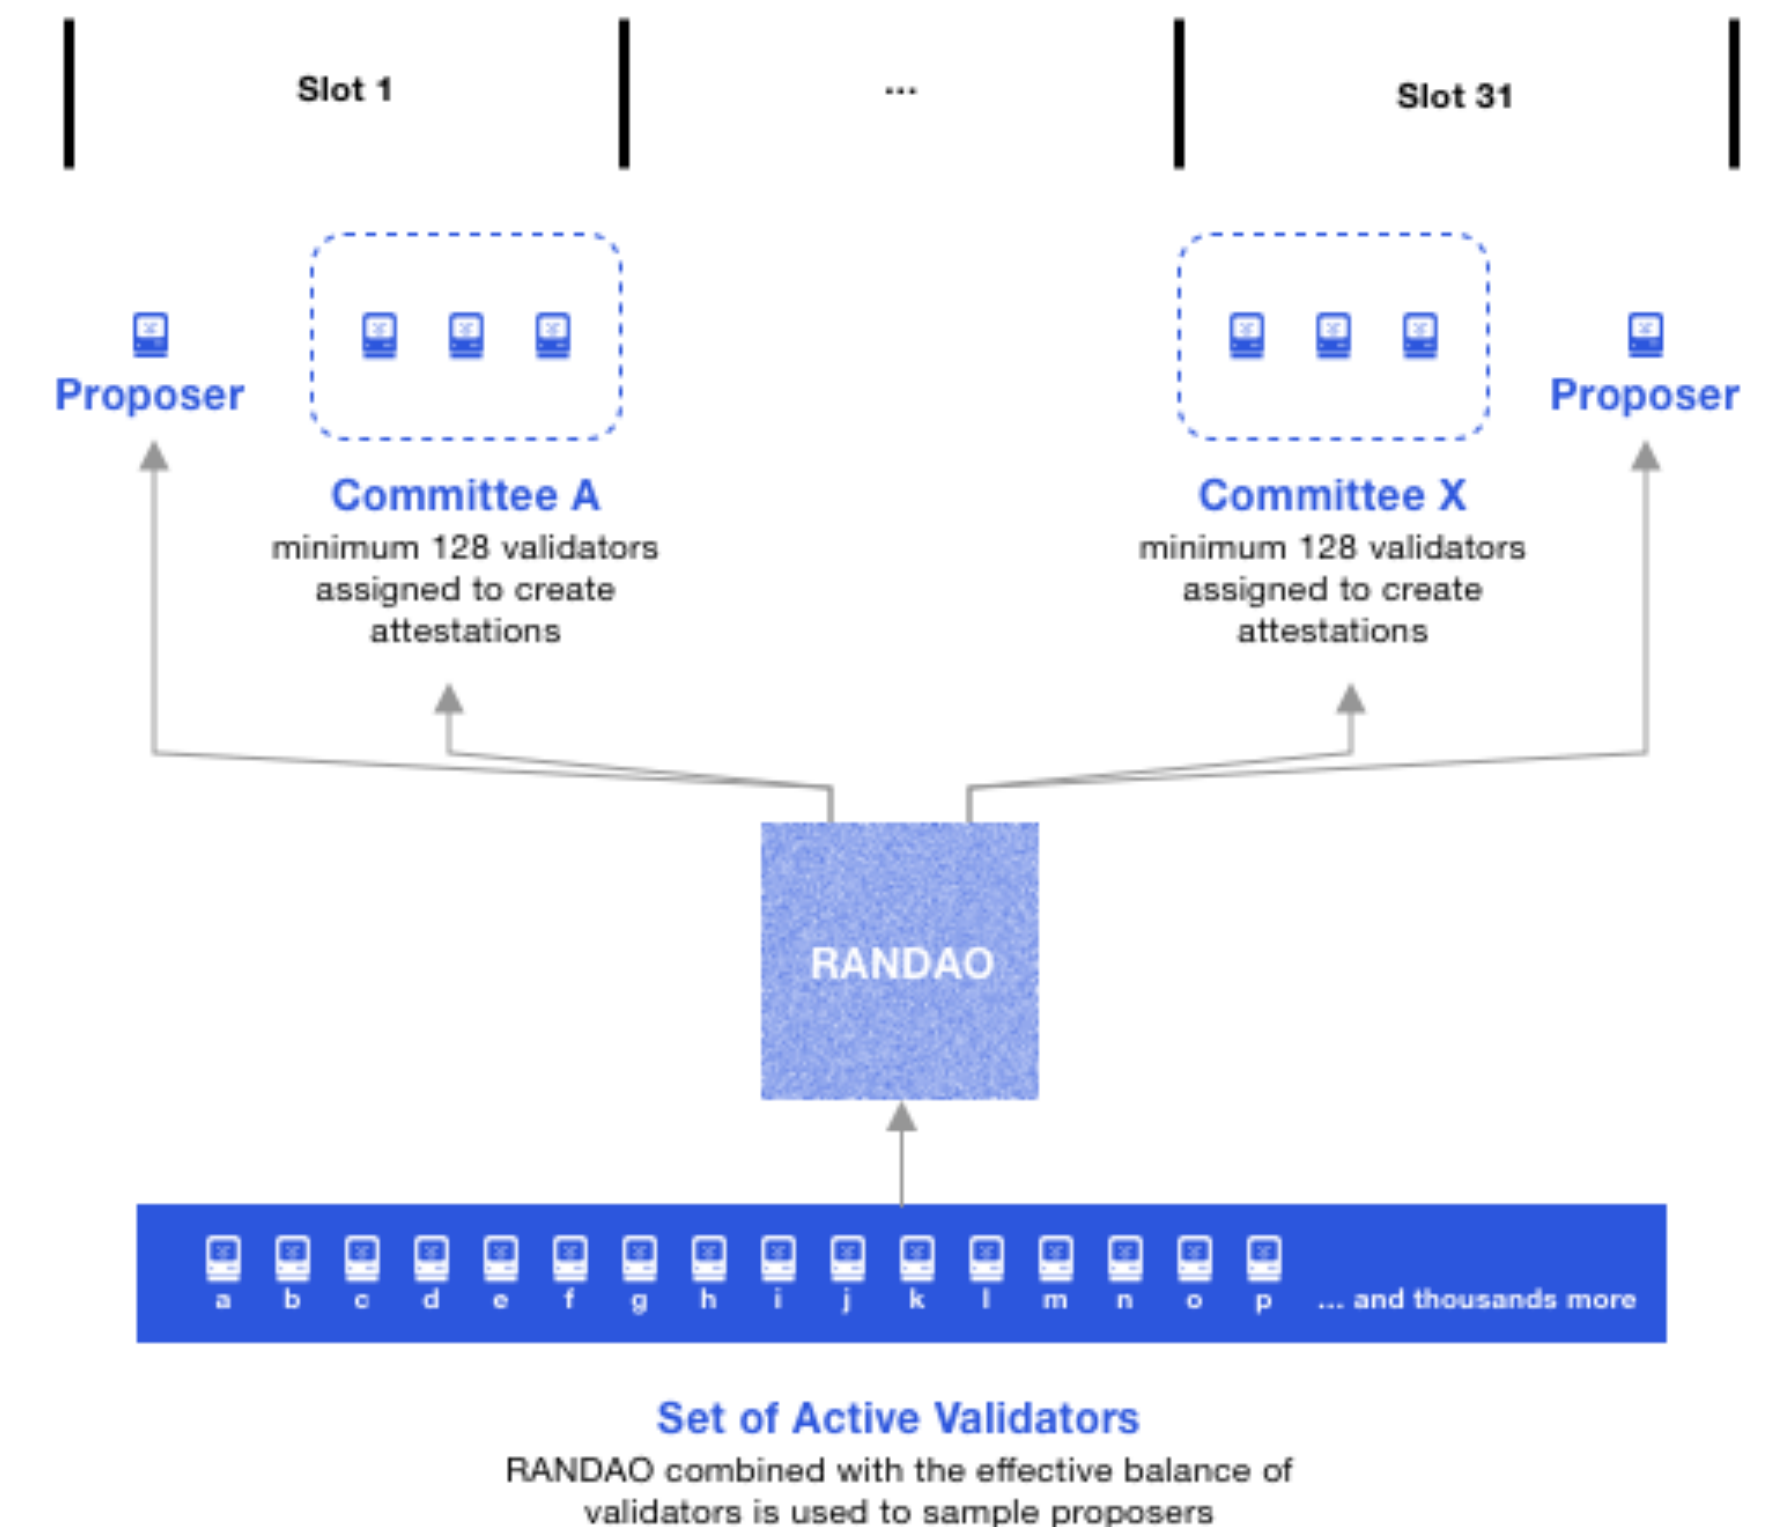 Slot 1
...
Slot 31
Proposer
Proposer
Committee A
minimum 128 validators
assigned to create
attestations
Committee X
minimum 128 validators
assigned to create
attestations
RANDAO
a b c d e f g h i j k l m n o p ... and thousands more
Set of Active Validators
RANDAO combined with the effective balance of
validators is used to sample proposers